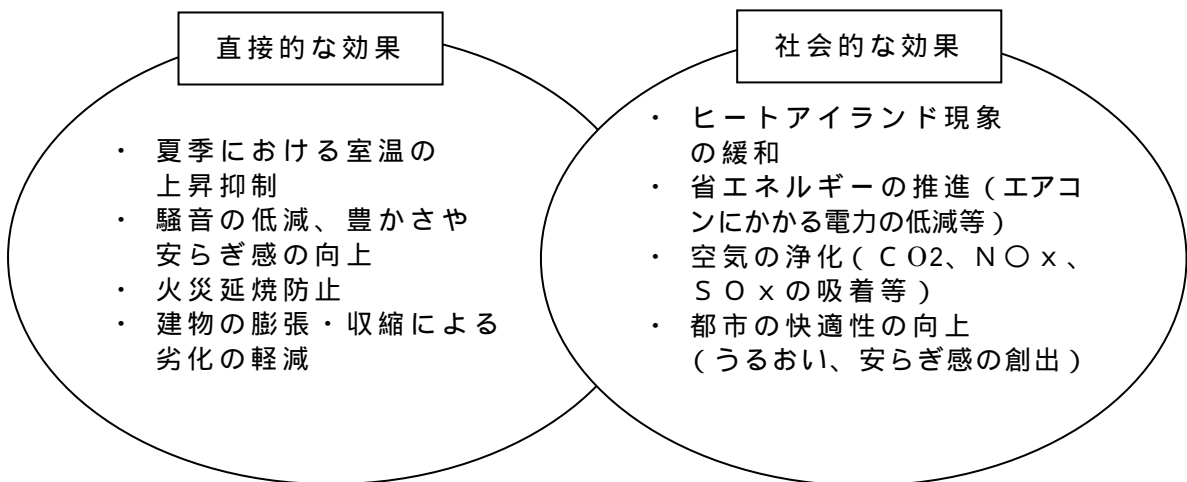 直接的な効果
・ 夏季における室温の
上昇抑制
・ 騒音の低減、豊かさや
安らぎ感の向上
・ 火災延焼防止
・ 建物の膨張・収縮による
劣化の軽減
社会的な効果
・ ヒートアイランド現象
の緩和
・ 省エネルギーの推進（エアコ
ンにかかる電力の低減等）
・ 空気の浄化（ＣO2、Ｎ〇ｘ、
ＳＯｘの吸着等）
・ 都市の快適性の向上
（うるおい、安らぎ感の創出）